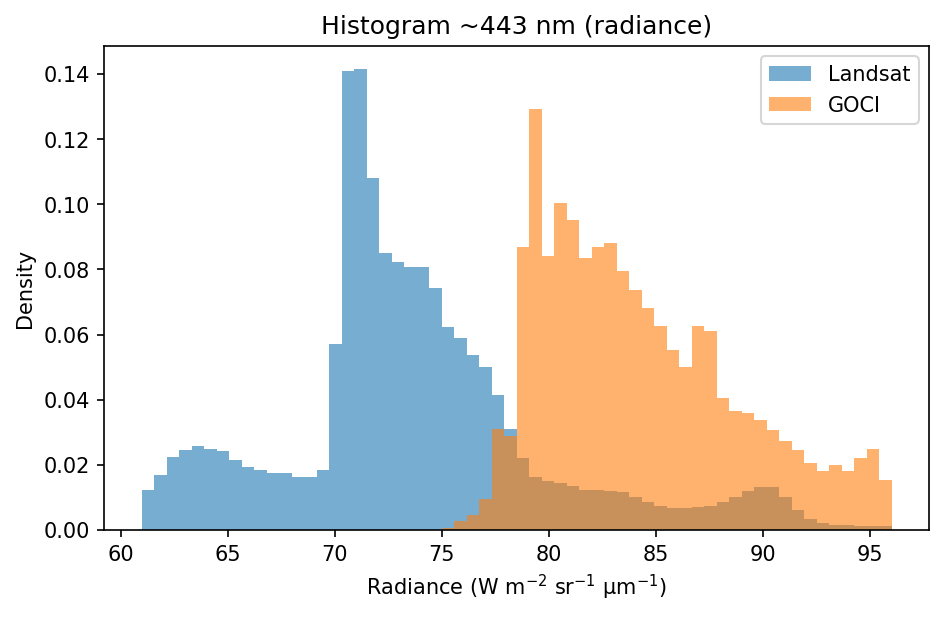 Histogram ~443 nm (radiance)
Landsat
GOCI
Density
0.14
0.12
0.10
0.08
0.06
0.04
0.02
0.00
60 65 70 75 80 85 90 95
Radiance (W m⁻² sr⁻¹ µm⁻¹)